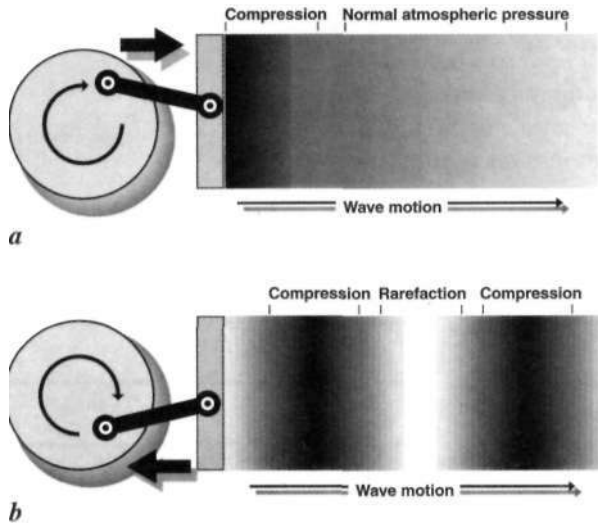 Compression Normal atmospheric pressure
Wave motion
a
Compression Rarefaction Compression
Wave motion
b